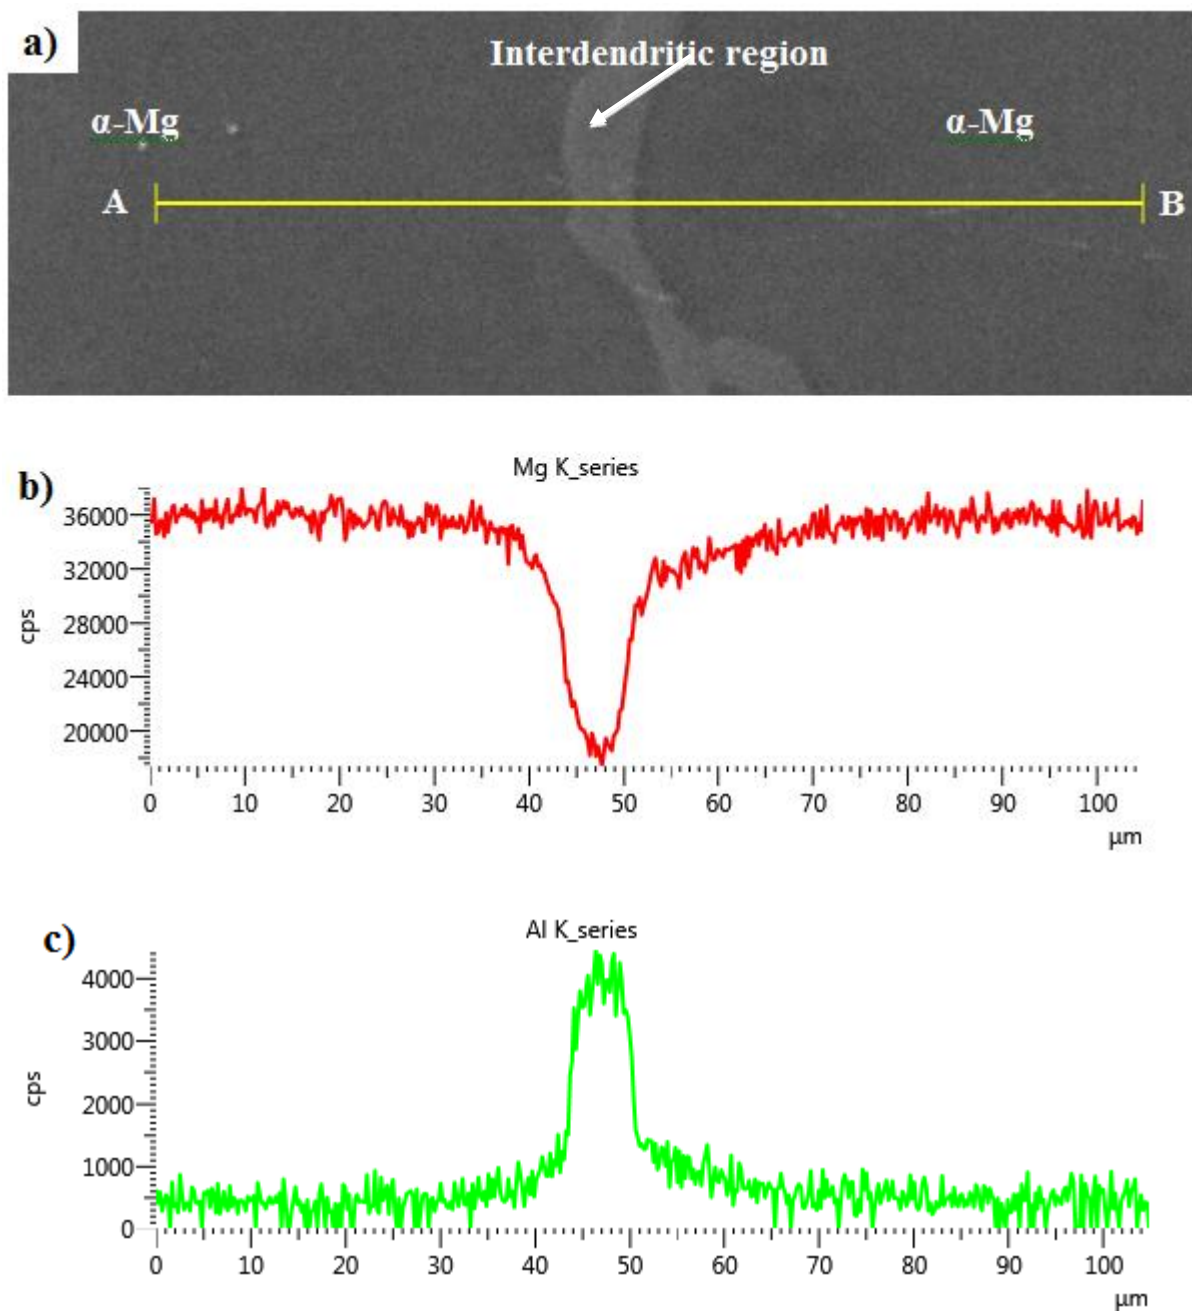 a)
Interdendritic region
α-Mg
α-Mg
A
B
b)
Mg K_series
36000
32000
28000
24000
20000
cps
0 10 20 30 40 50 60 70 80 90 100
µm
c)
Al K_series
4000
3000
2000
1000
0
cps
0 10 20 30 40 50 60 70 80 90 100
µm